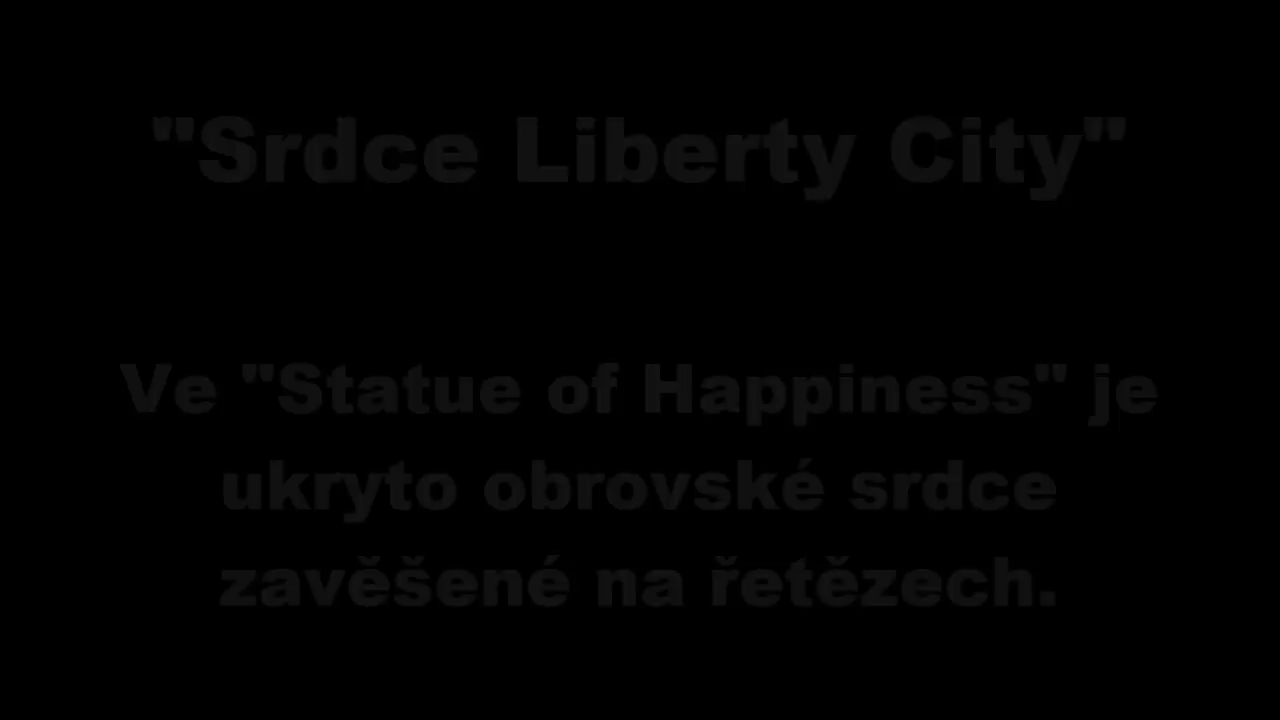 "Srdce Liberty City"
Ve "Statue of Happiness" je
ukryto obrovské srdce
zavěšené na řetězech.